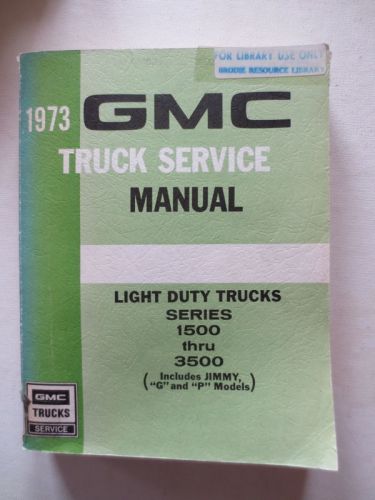 FOR LIBRARY USE ONLY
BRODIE RESOURCE LIBRARY
1973 GMC
TRUCK SERVICE
MANUAL
LIGHT DUTY TRUCKS
SERIES
1500
thru
3500
(Includes JIMMY,
"G" and "P" Models)
GMC
TRUCKS
SERVICE